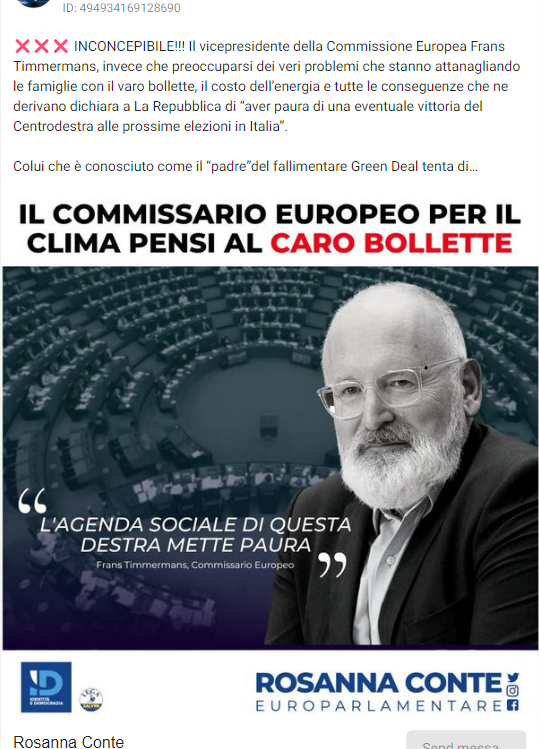 ID: 494934169128690
❌❌❌ INCONCEPIBILE!!! Il vicepresidente della Commissione Europea Frans
Timmermans, invece che preoccuparsi dei veri problemi che stanno attanagliando
le famiglie con il varo bollette, il costo dell’energia e tutte le conseguenze che ne
derivano dichiara a La Repubblica di “aver paura di una eventuale vittoria del
Centrodestra alle prossime elezioni in Italia”.
Colui che è conosciuto come il “padre”del fallimentare Green Deal tenta di…
IL COMMISSARIO EUROPEO PER IL
CLIMA PENSI AL CARO BOLLETTE
“L'AGENDA SOCIALE DI QUESTA
DESTRA METTE PAURA”
Frans Timmermans, Commissario Europeo
ID
IDENTITÀ
E DEMOCRAZIA
LEGA
SALVINI
ROSANNA CONTE
EUROPARLAMENTARE
Rosanna Conte
Send messa